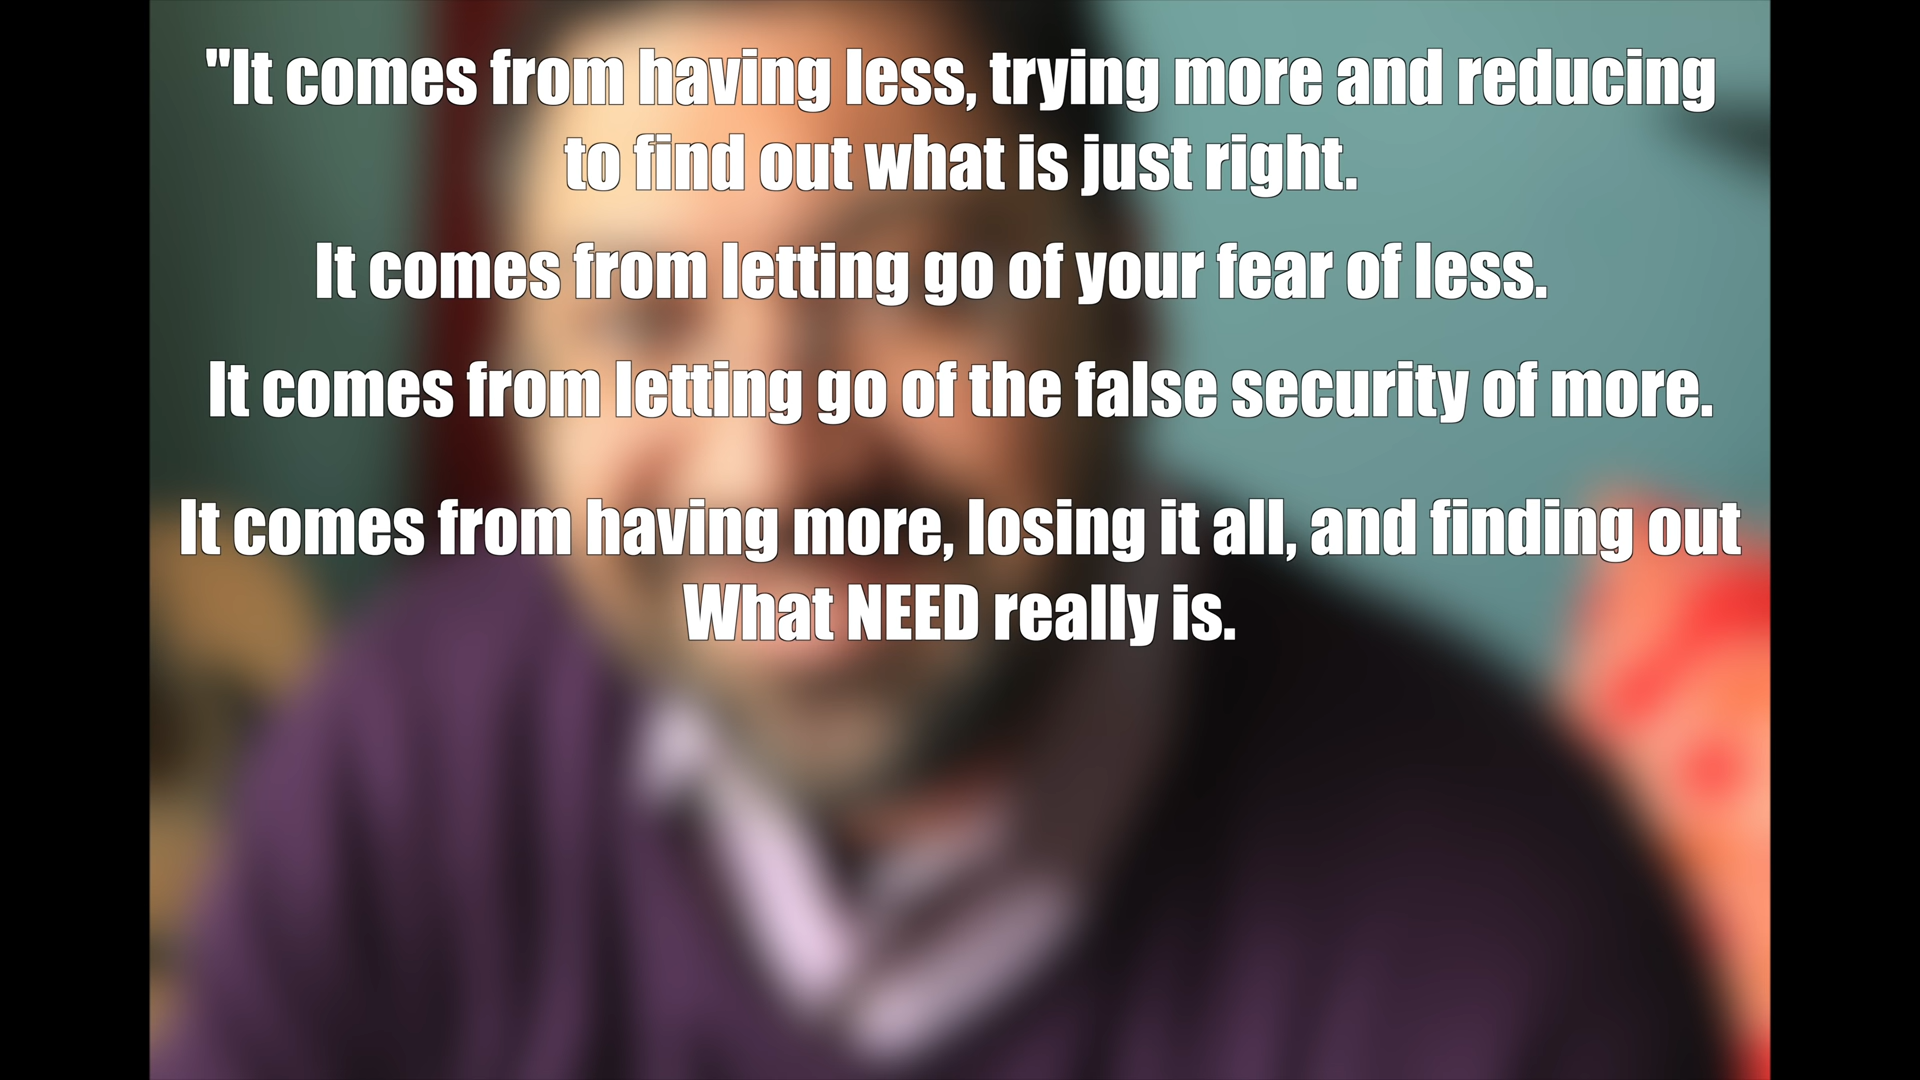 "It comes from having less, trying more and reducing
to find out what is just right.
It comes from letting go of your fear of less.
It comes from letting go of the false security of more.
It comes from having more, losing it all, and finding out
What NEED really is.